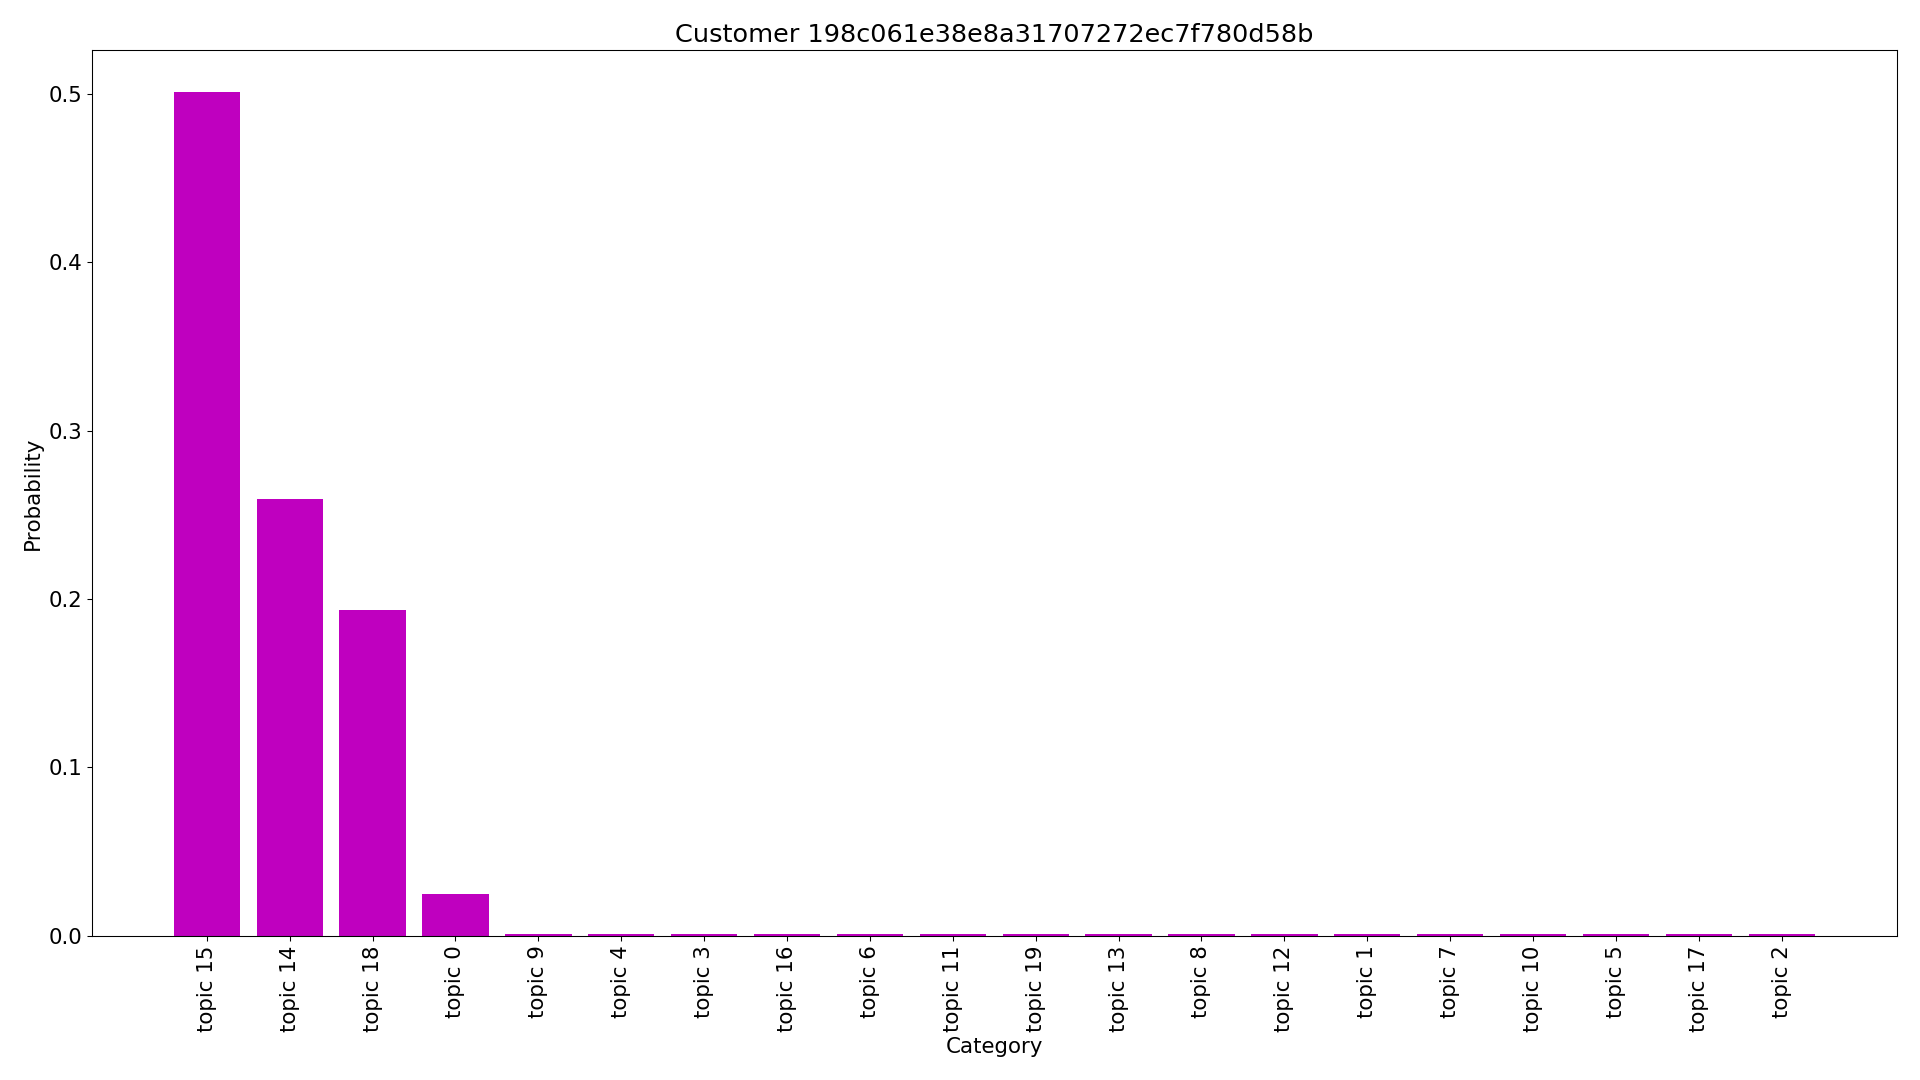 Customer 198c061e38e8a31707272ec7f780d58b
Probability
0.5
0.4
0.3
0.2
0.1
0.0
topic 15
topic 14
topic 18
topic 0
topic 9
topic 4
topic 3
topic 16
topic 6
topic 11
topic 19
topic 13
topic 8
topic 12
topic 1
topic 7
topic 10
topic 5
topic 17
topic 2
Category